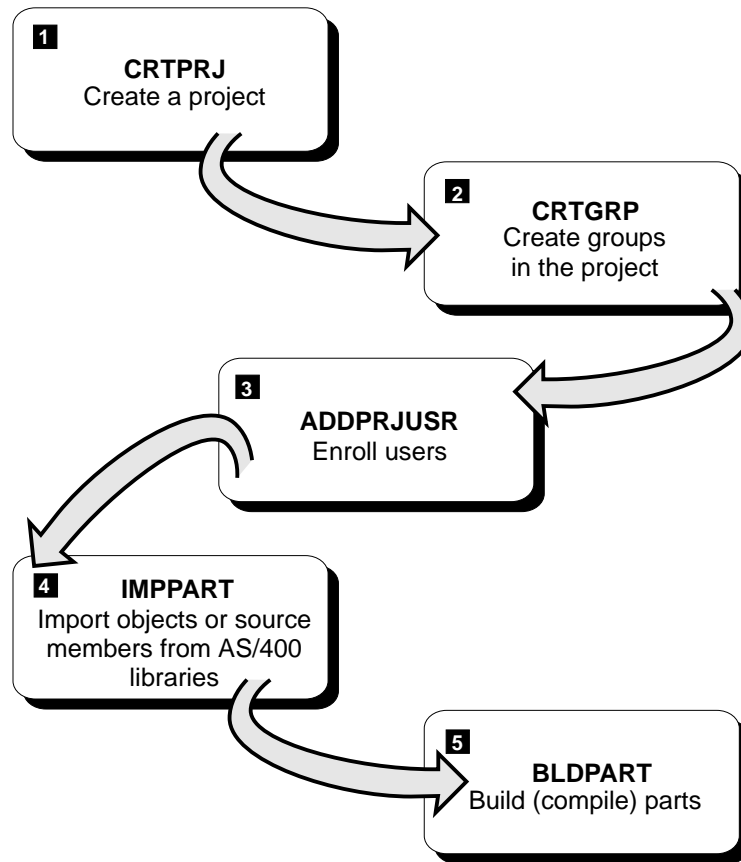 1
CRTPRJ
Create a project
2
CRTGRP
Create groups
in the project
3
ADDPRJUSR
Enroll users
4
IMPPART
Import objects or source
members from AS/400
libraries
5
BLDPART
Build (compile) parts